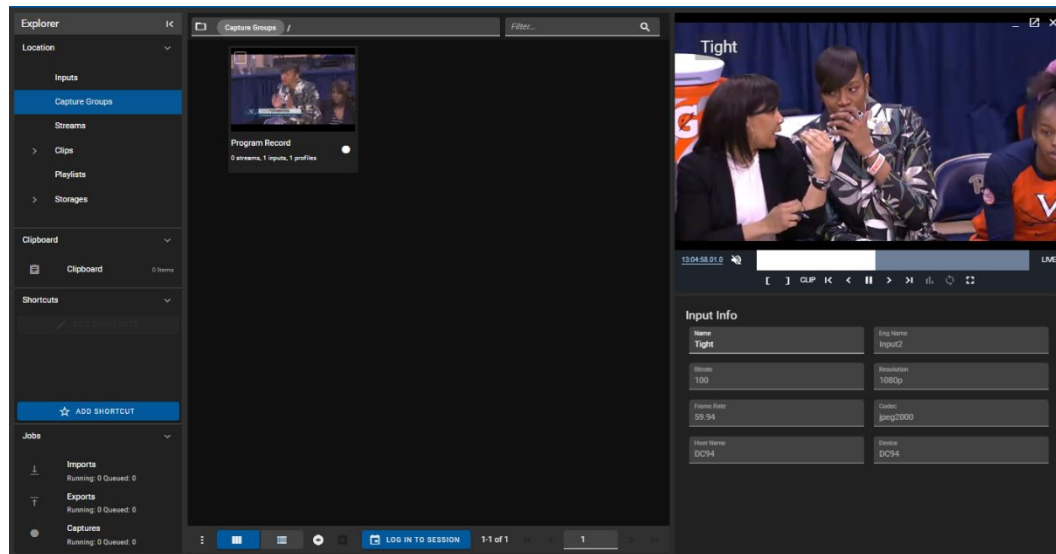 Explorer
Location
Inputs
Capture Groups
Streams
Clips
Playlists
Storages
Clipboard
Clipboard 0 Items
Shortcuts
EDIT SHORTCUTS
ADD SHORTCUT
Jobs
Imports
Running: 0 Queued: 0
Exports
Running: 0 Queued: 0
Captures
Running: 0 Queued: 0
Capture Groups / Filter...
Program Record
0 streams, 1 inputs, 1 profiles
LOG IN TO SESSION 1-1 of 1 1
Tight
G
V
13:04:58.01.0 LIVE
[ ] CLIP
Input Info
Name Eng Name
Tight Input2
Bitrate Resolution
100 1080p
Frame Rate Codec
59.94 jpeg2000
Host Name Device
DC94 DC94